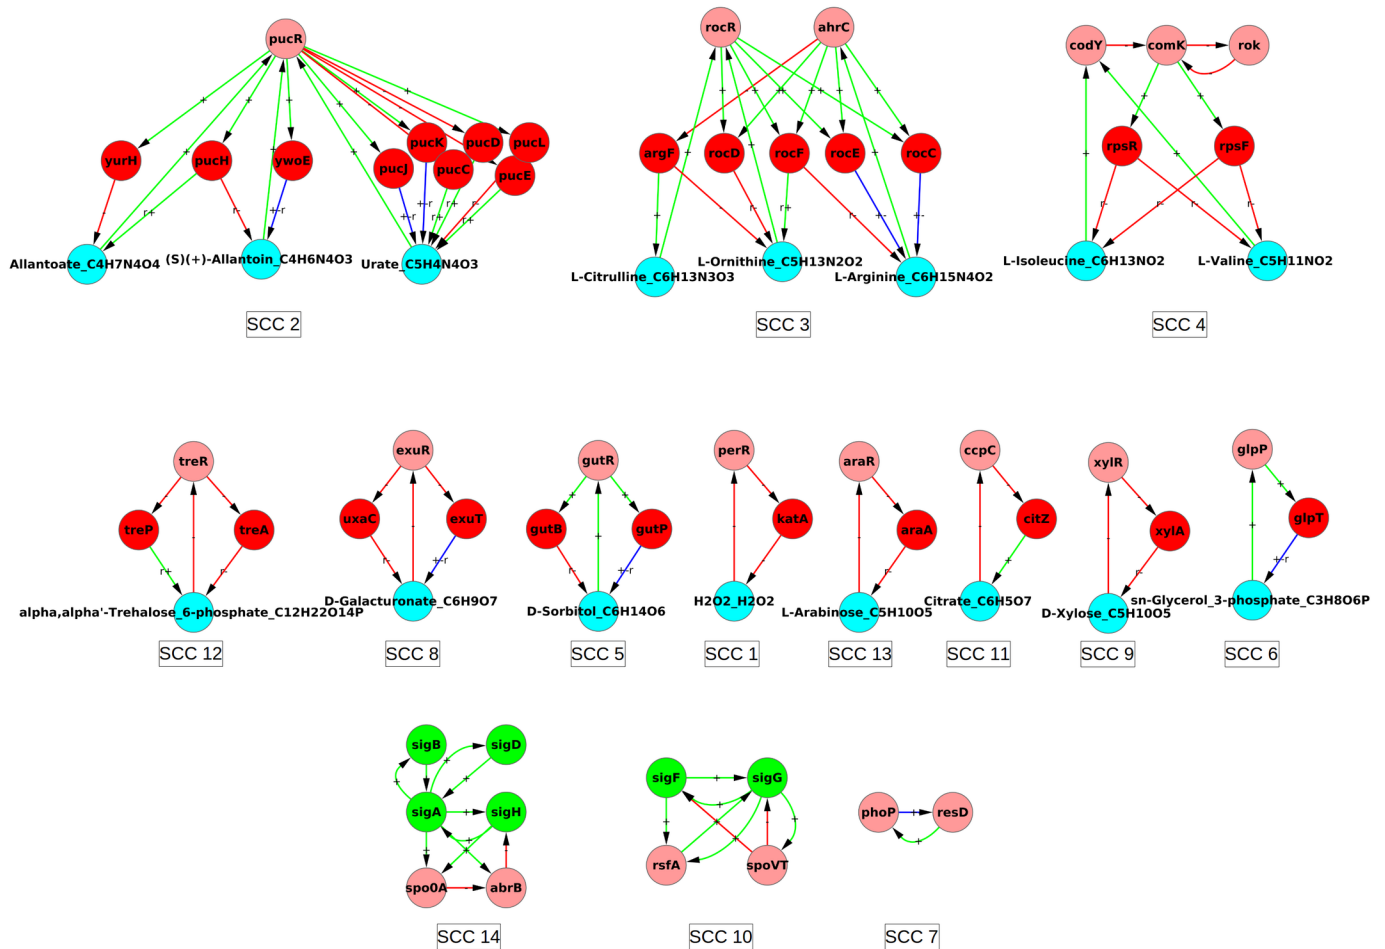 pucR
yurH
pucH
ywoE
pucJ
pucK
pucC
pucD
pucE
pucL
Allantoate_C4H7N4O4
(S)(+)-Allantoin_C4H6N4O3
Urate_C5H4N4O3
SCC 2
rocR
ahrC
argF
rocD
rocF
rocE
rocC
L-Citrulline_C6H13N3O3
L-Ornithine_C5H13N2O2
L-Arginine_C6H15N4O2
SCC 3
codY
comK
rok
rpsR
rpsF
L-Isoleucine_C6H13NO2
L-Valine_C5H11NO2
SCC 4
treR
treP
treA
alpha,alpha'-Trehalose_6-phosphate_C12H22O14P
SCC 12
exuR
uxaC
exuT
D-Galacturonate_C6H9O7
SCC 8
gutR
gutB
gutP
D-Sorbitol_C6H14O6
SCC 5
perR
katA
H2O2_H2O2
SCC 1
araR
araA
L-Arabinose_C5H10O5
SCC 13
ccpC
citZ
Citrate_C6H5O7
SCC 11
xylR
xylA
D-Xylose_C5H10O5
SCC 9
glpP
glpT
sn-Glycerol_3-phosphate_C3H8O6P
SCC 6
sigB
sigD
sigA
sigH
spo0A
abrB
SCC 14
sigF
sigG
rsfA
spoVT
SCC 10
phoP
resD
SCC 7